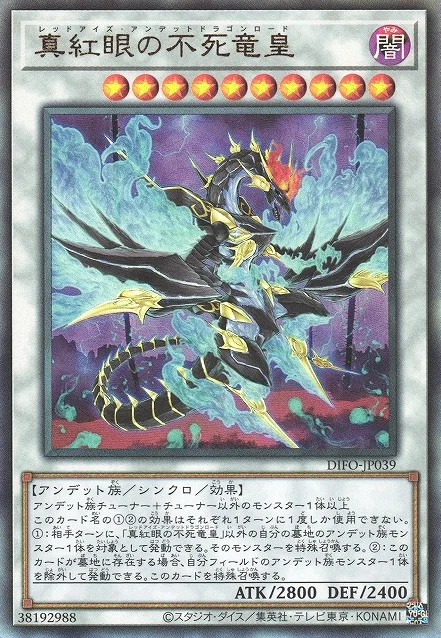 レッドアイズ・アンデットドラゴンロード
真紅眼の不死竜皇
やみ
闇
DIFO-JP039
【アンデット族／シンクロ／効果】
アンデット族チューナー＋チューナー以外のモンスター1体以上
このカード名の①②の効果はそれぞれ1ターンに1度しか使用できない。
①：相手ターンに、「真紅眼の不死竜皇」以外の自分の墓地のアンデット族モン
スター1体を対象として発動できる。そのモンスターを特殊召喚する。②：この
カードが墓地に存在する場合、自分フィールドのアンデット族モンスター1体
を除外して発動できる。このカードを特殊召喚する。
ATK/2800 DEF/2400
38192988
©スタジオ・ダイス／集英社・テレビ東京・KONAMI